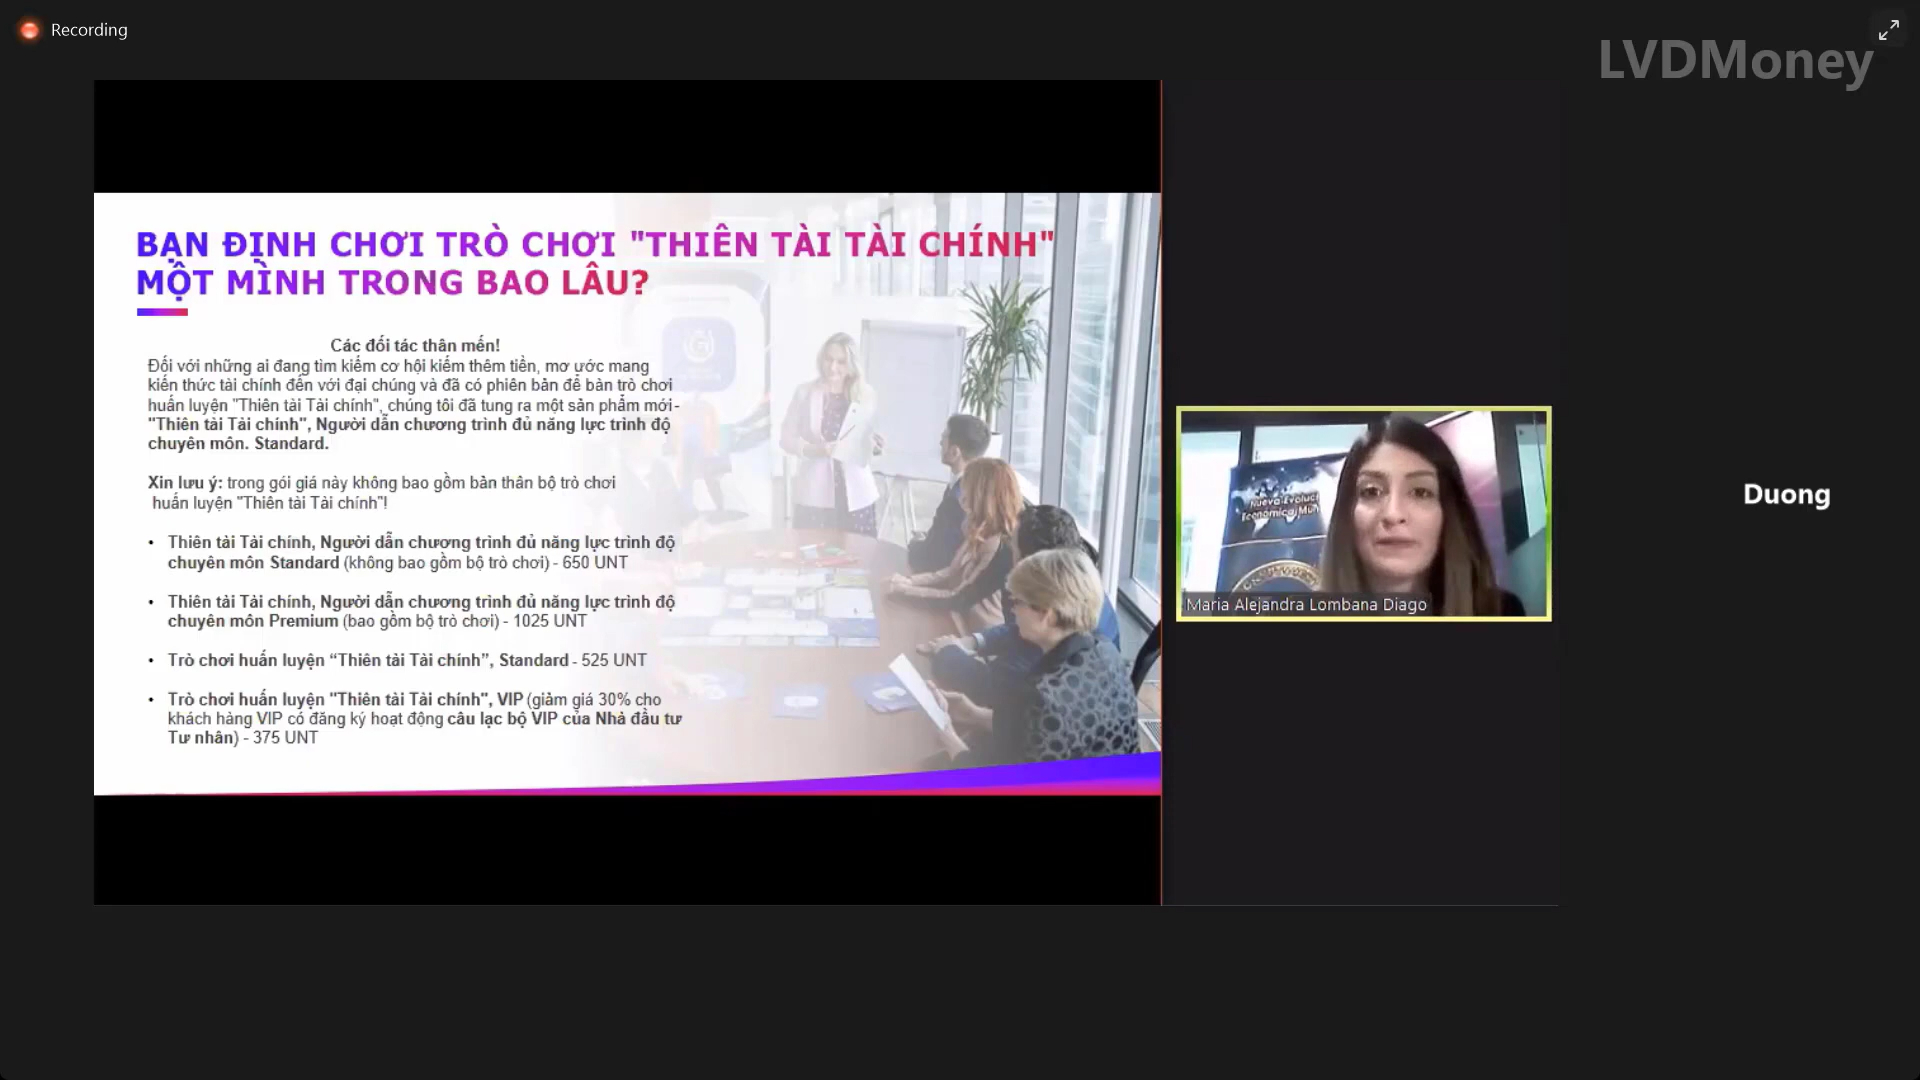 Recording
LVDMoney
BẠN ĐỊNH CHƠI TRÒ CHƠI "THIÊN TÀI TÀI CHÍNH"
MỘT MÌNH TRONG BAO LÂU?
Các đối tác thân mến!
Đối với những ai đang tìm kiếm cơ hội kiếm thêm tiền, mơ ước mang
kiến thức tài chính đến với đại chúng và đã có phiên bản để bàn trò chơi
huấn luyện "Thiên tài Tài chính", chúng tôi đã tung ra một sản phẩm mới-
"Thiên tài Tài chính", Người dẫn chương trình đủ năng lực trình độ
chuyên môn. Standard.
Xin lưu ý: trong gói giá này không bao gồm bản thân bộ trò chơi
huấn luyện "Thiên tài Tài chính"!
• Thiên tài Tài chính, Người dẫn chương trình đủ năng lực trình độ
chuyên môn Standard (không bao gồm bộ trò chơi) - 650 UNT
• Thiên tài Tài chính, Người dẫn chương trình đủ năng lực trình độ
chuyên môn Premium (bao gồm bộ trò chơi) - 1025 UNT
• Trò chơi huấn luyện “Thiên tài Tài chính”, Standard - 525 UNT
• Trò chơi huấn luyện "Thiên tài Tài chính", VIP (giảm giá 30% cho
khách hàng VIP có đăng ký hoạt động câu lạc bộ VIP của Nhà đầu tư
Tư nhân) - 375 UNT
Nueva Evoluci
Económica Mun
Maria Alejandra Lombana Diago
Duong